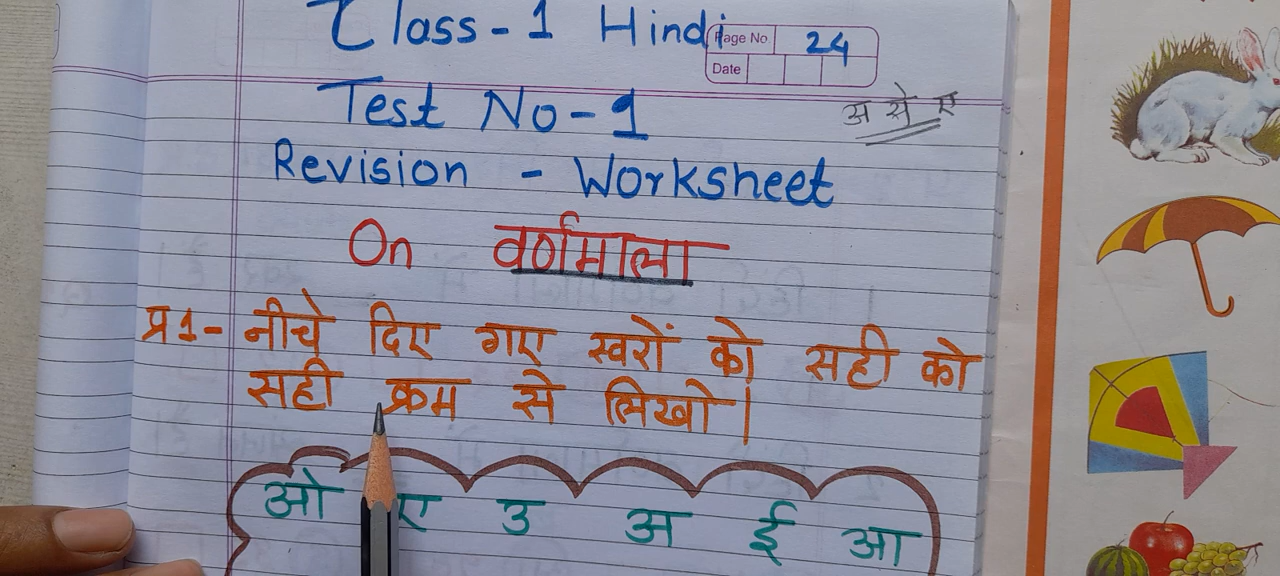 Class - 1 Hindi
Page No. 24
Date
Test No - 1
अ से ए
Revision - Worksheet
On वर्णमाला
प्र 1 - नीचे दिए गए स्वरों को सही को
सही क्रम से लिखो।
ओ ए उ अ ई आ